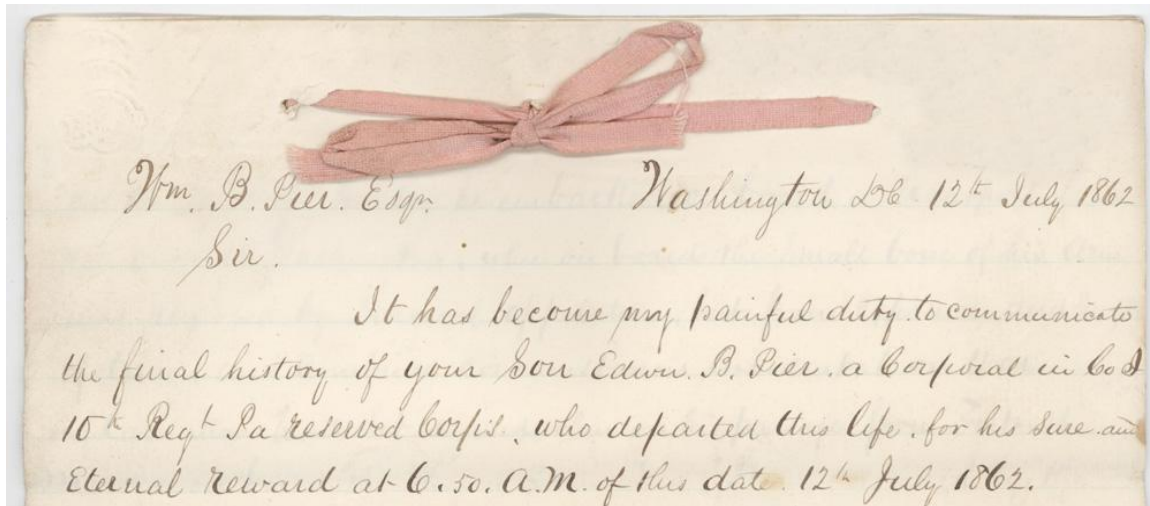 Wm. B. Pier. Esqr. Washington DC 12th July 1862
Sir.
It has become my painful duty to communicate
the final history of your Son Edwn. B. Pier. a Corporal in Co I
10th Regt Pa reserved Corps. who departed this life. for his sure and
Eternal reward at 6.50. A.M. of this date. 12th July 1862.